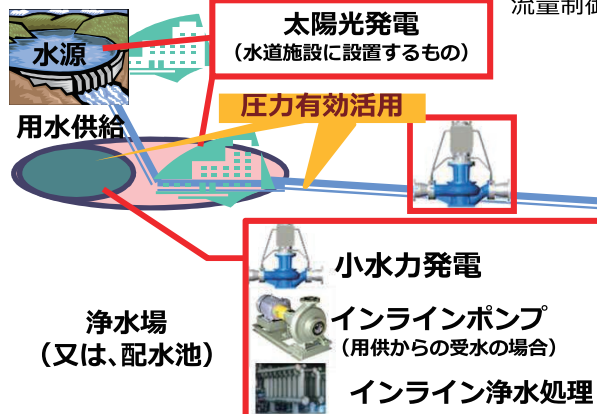 流量制御
水源
太陽光発電
（水道施設に設置するもの）
用水供給
圧力有効活用
小水力発電
浄水場
（又は、配水池）
インラインポンプ
（用供からの受水の場合）
インライン浄水処理